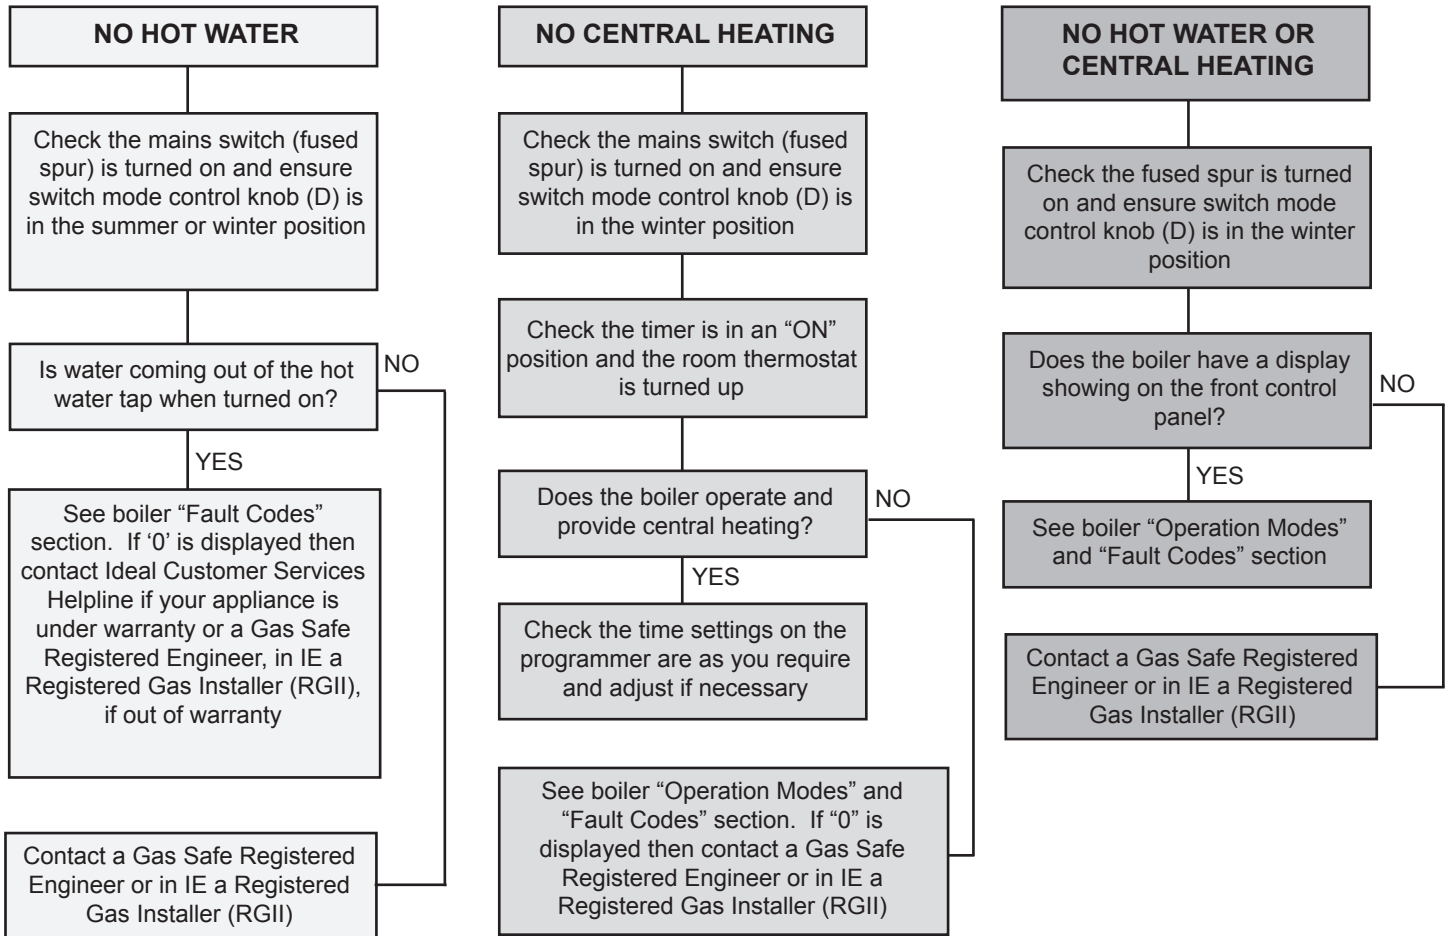 NO HOT WATER
Check the mains switch (fused
spur) is turned on and ensure
switch mode control knob (D) is
in the summer or winter position
Is water coming out of the hot
water tap when turned on?
NO
YES
See boiler “Fault Codes”
section.  If ‘0’ is displayed then
contact Ideal Customer Services
Helpline if your appliance is
under warranty or a Gas Safe
Registered Engineer, in IE a
Registered Gas Installer (RGII),
if out of warranty
Contact a Gas Safe Registered
Engineer or in IE a Registered
Gas Installer (RGII)
NO CENTRAL HEATING
Check the mains switch (fused
spur) is turned on and ensure
switch mode control knob (D) is
in the winter position
Check the timer is in an “ON”
position and the room thermostat
is turned up
Does the boiler operate and
provide central heating?
NO
YES
Check the time settings on the
programmer are as you require
and adjust if necessary
See boiler “Operation Modes” and
“Fault Codes” section.  If “0” is
displayed then contact a Gas Safe
Registered Engineer or in IE a
Registered Gas Installer (RGII)
NO HOT WATER OR
CENTRAL HEATING
Check the fused spur is turned
on and ensure switch mode
control knob (D) is in the winter
position
Does the boiler have a display
showing on the front control
panel?
NO
YES
See boiler “Operation Modes”
and “Fault Codes” section
Contact a Gas Safe Registered
Engineer or in IE a Registered
Gas Installer (RGII)